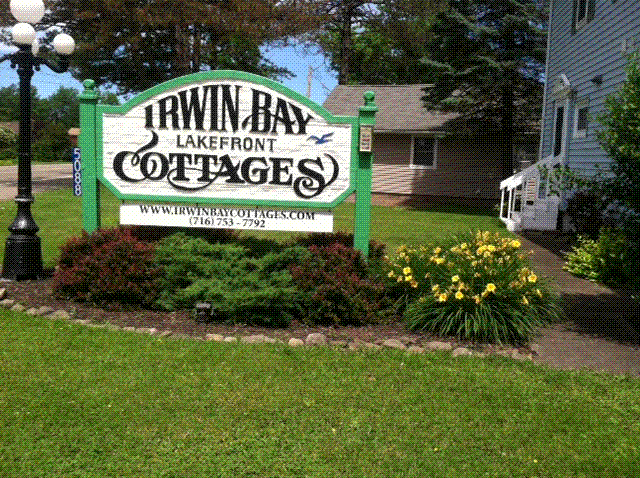 IRWIN BAY
LAKEFRONT
COTTAGES
WWW.IRWINBAYCOTTAGES.COM
(716) 753-7792
5088